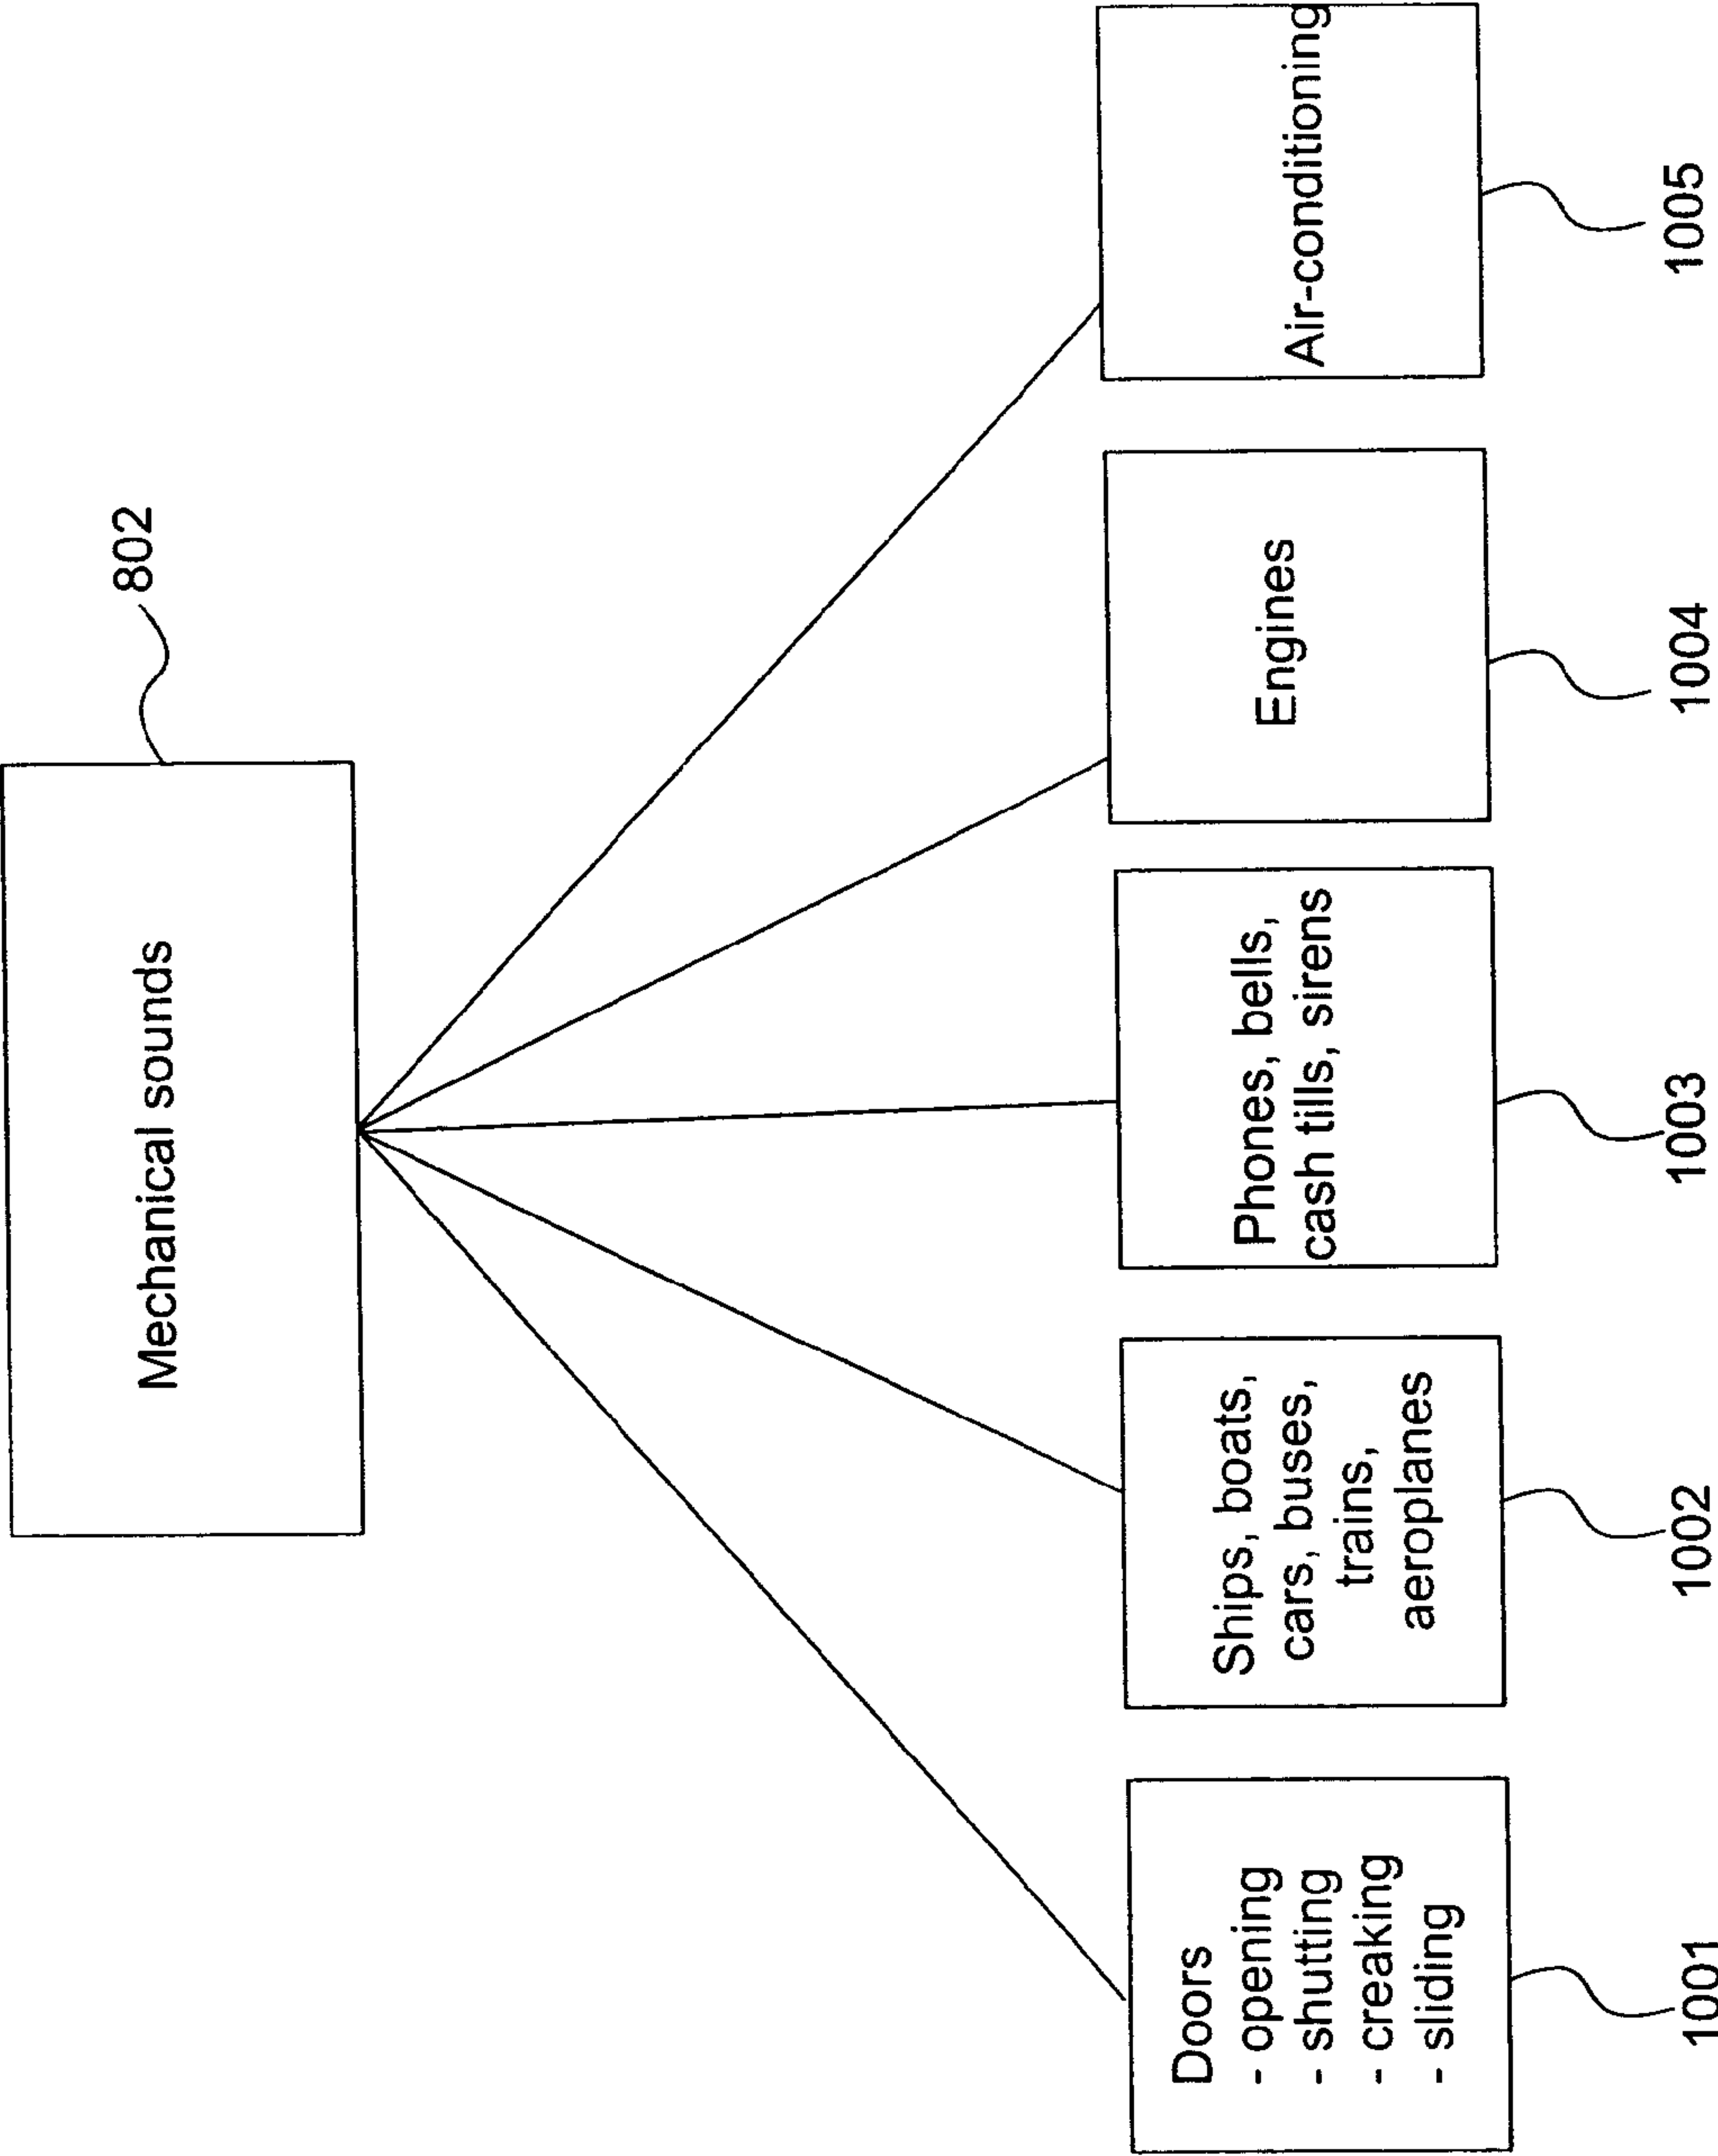 Mechanical sounds
802
Doors
- opening
- shutting
- creaking
- sliding
1001
Ships, boats,
cars, buses,
trains,
aeroplanes
1002
Phones, bells,
cash tills, sirens
1003
Engines
1004
Air-conditioning
1005